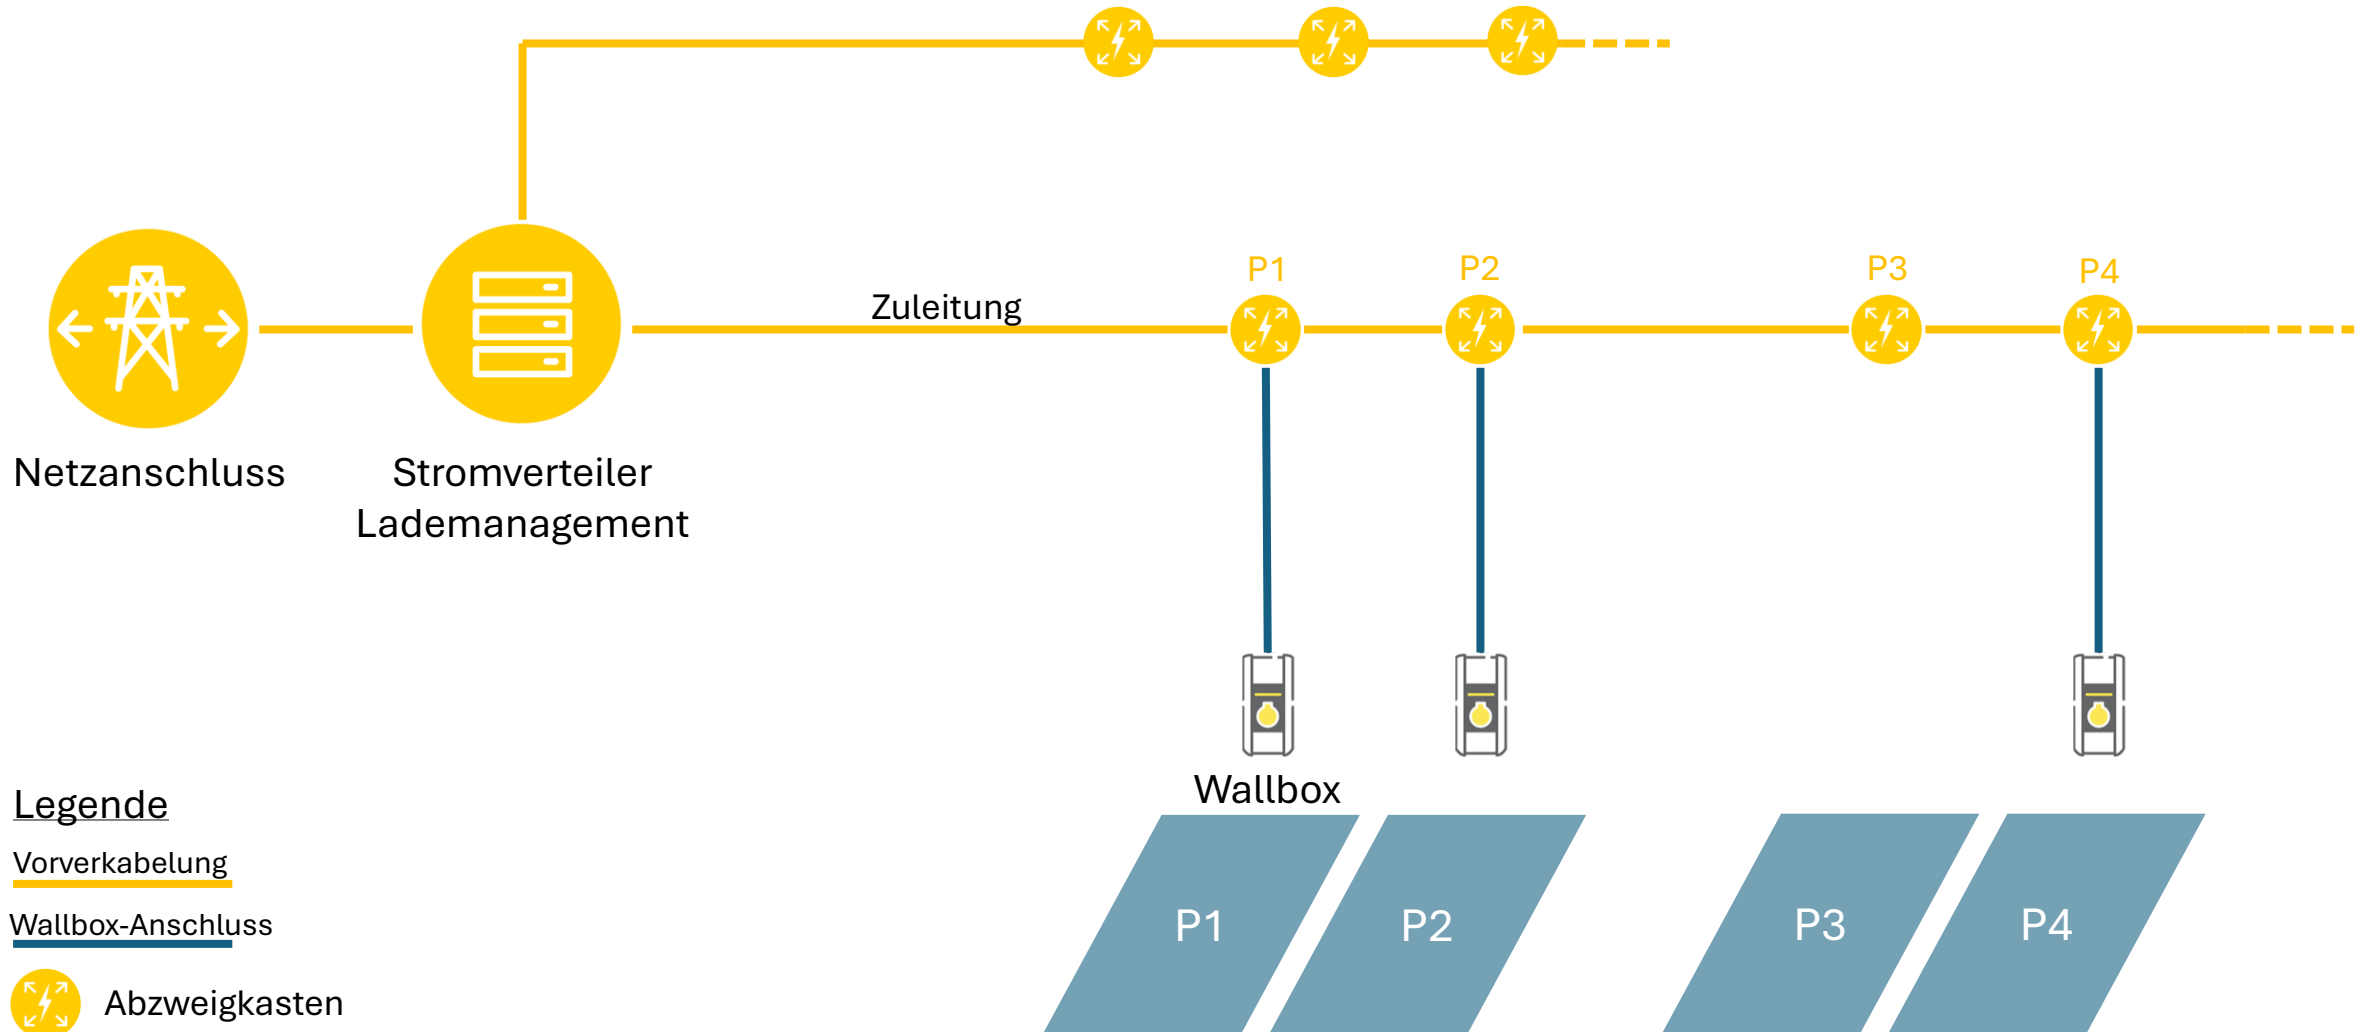 P1
P2
P3
P4
Zuleitung
Netzanschluss
Stromverteiler
Lademanagement
Wallbox
Legende
Vorverkabelung
Wallbox-Anschluss
Abzweigkasten
P1
P2
P3
P4